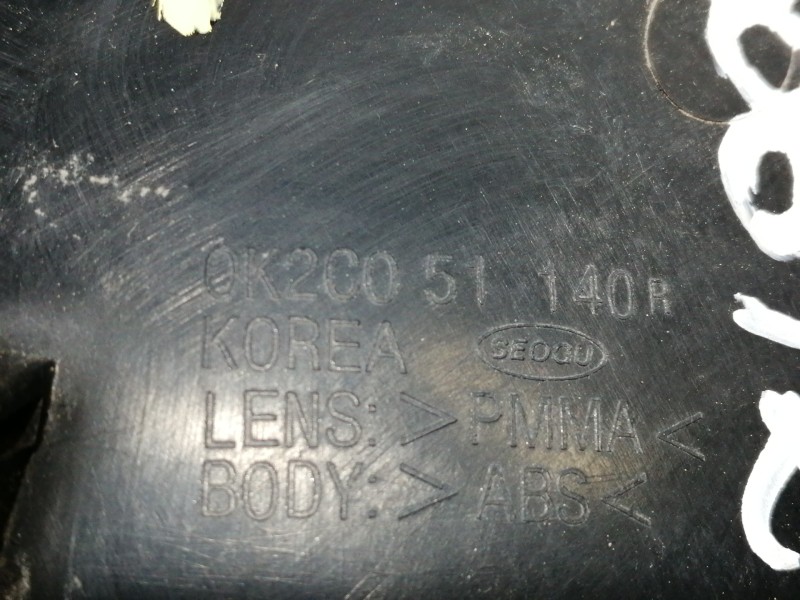 0K2C0 51 140R
KOREA SEOGU
LENS: >PMMA<
BODY: >ABS<